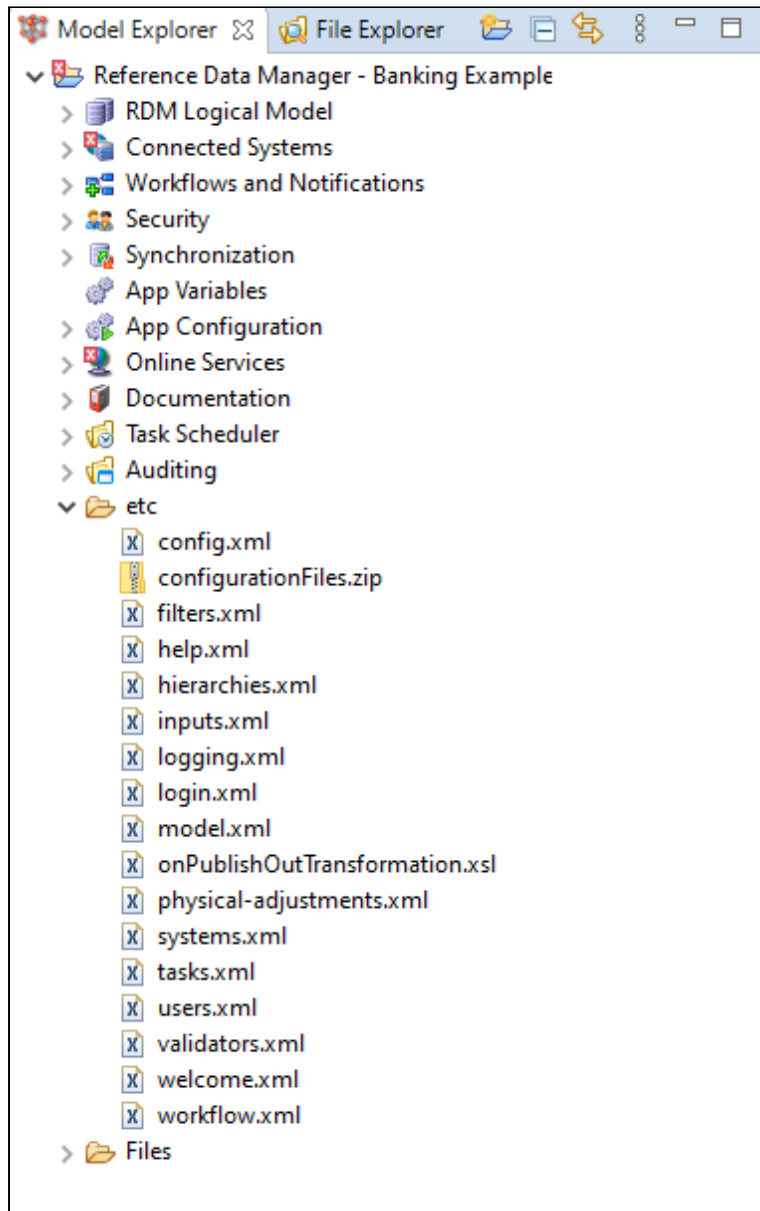 Model Explorer File Explorer
Reference Data Manager - Banking Example
RDM Logical Model
Connected Systems
Workflows and Notifications
Security
Synchronization
App Variables
App Configuration
Online Services
Documentation
Task Scheduler
Auditing
etc
config.xml
configurationFiles.zip
filters.xml
help.xml
hierarchies.xml
inputs.xml
logging.xml
login.xml
model.xml
onPublishOutTransformation.xsl
physical-adjustments.xml
systems.xml
tasks.xml
users.xml
validators.xml
welcome.xml
workflow.xml
Files